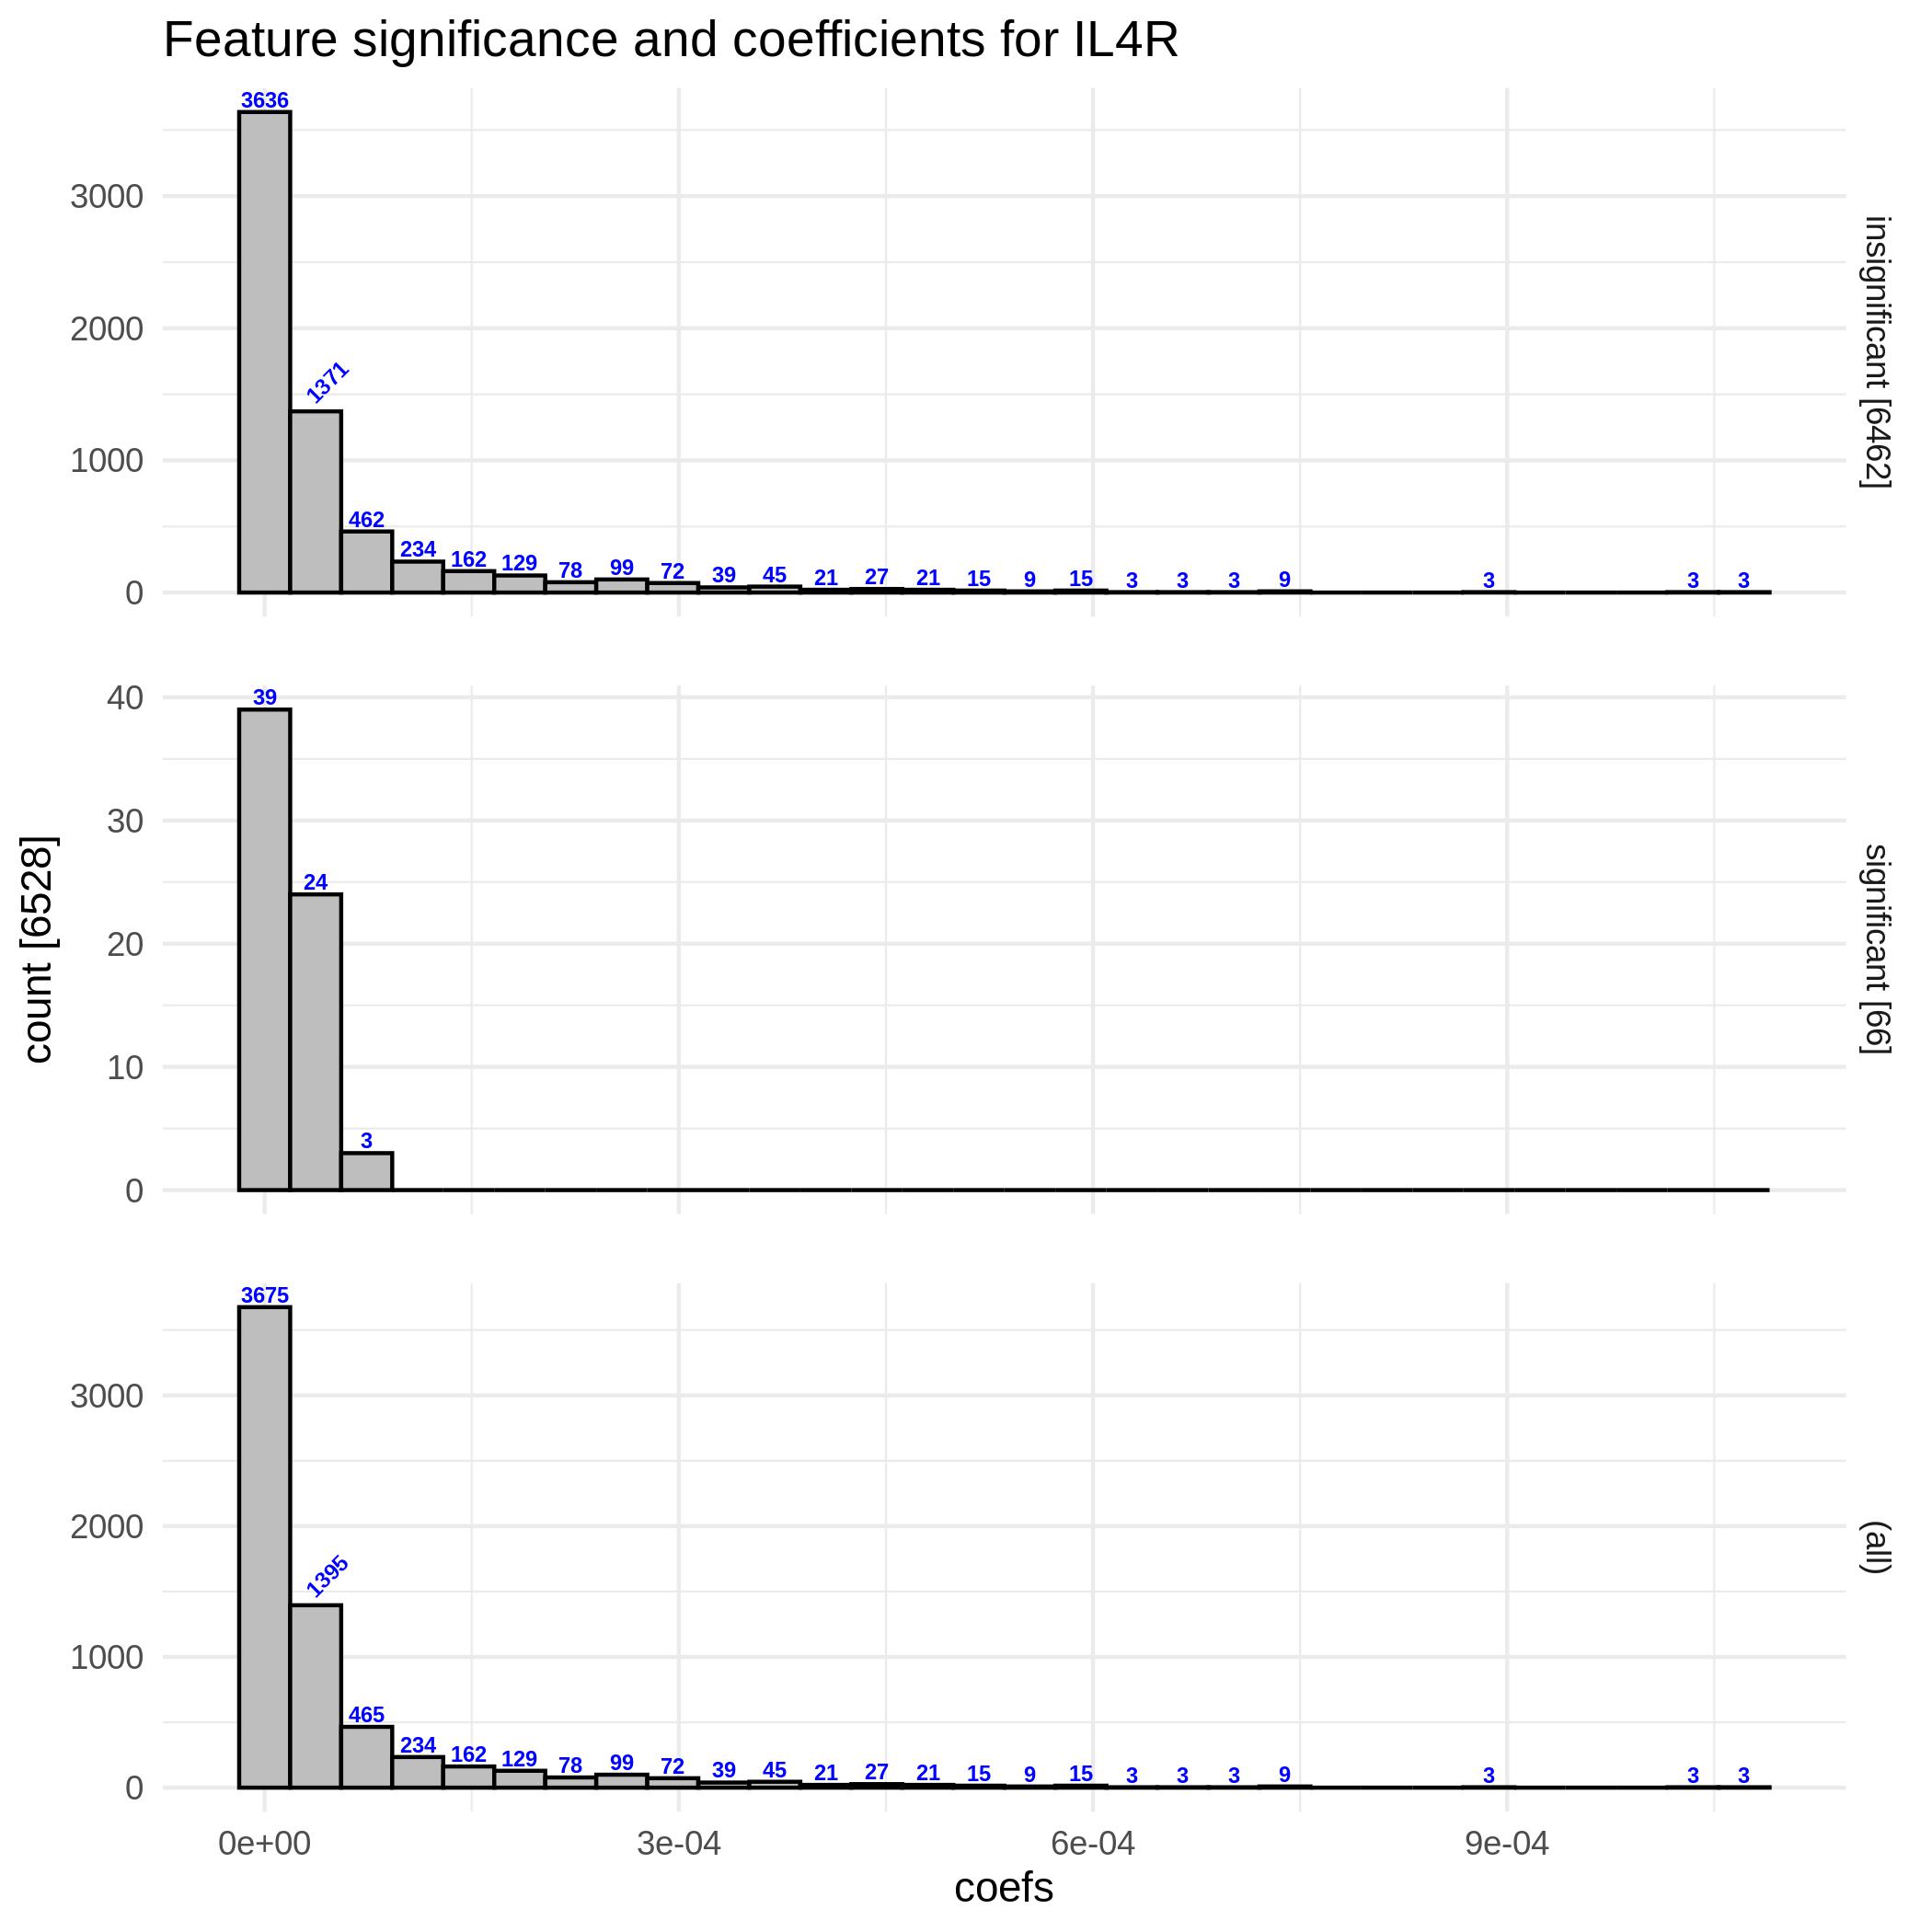 Feature significance and coefficients for IL4R
3636
3000
2000
1371
1000
462
234 162 129 78 99 72 39 45 21 27 21 15 9 15 3 3 3 9 3 3 3
0
insignificant [6462]
40
39
30
24
20
10
3
0
significant [66]
count [6528]
3675
3000
2000
1395
1000
465
234 162 129 78 99 72 39 45 21 27 21 15 9 15 3 3 3 9 3 3 3
0
(all)
0e+00 3e-04 6e-04 9e-04
coefs